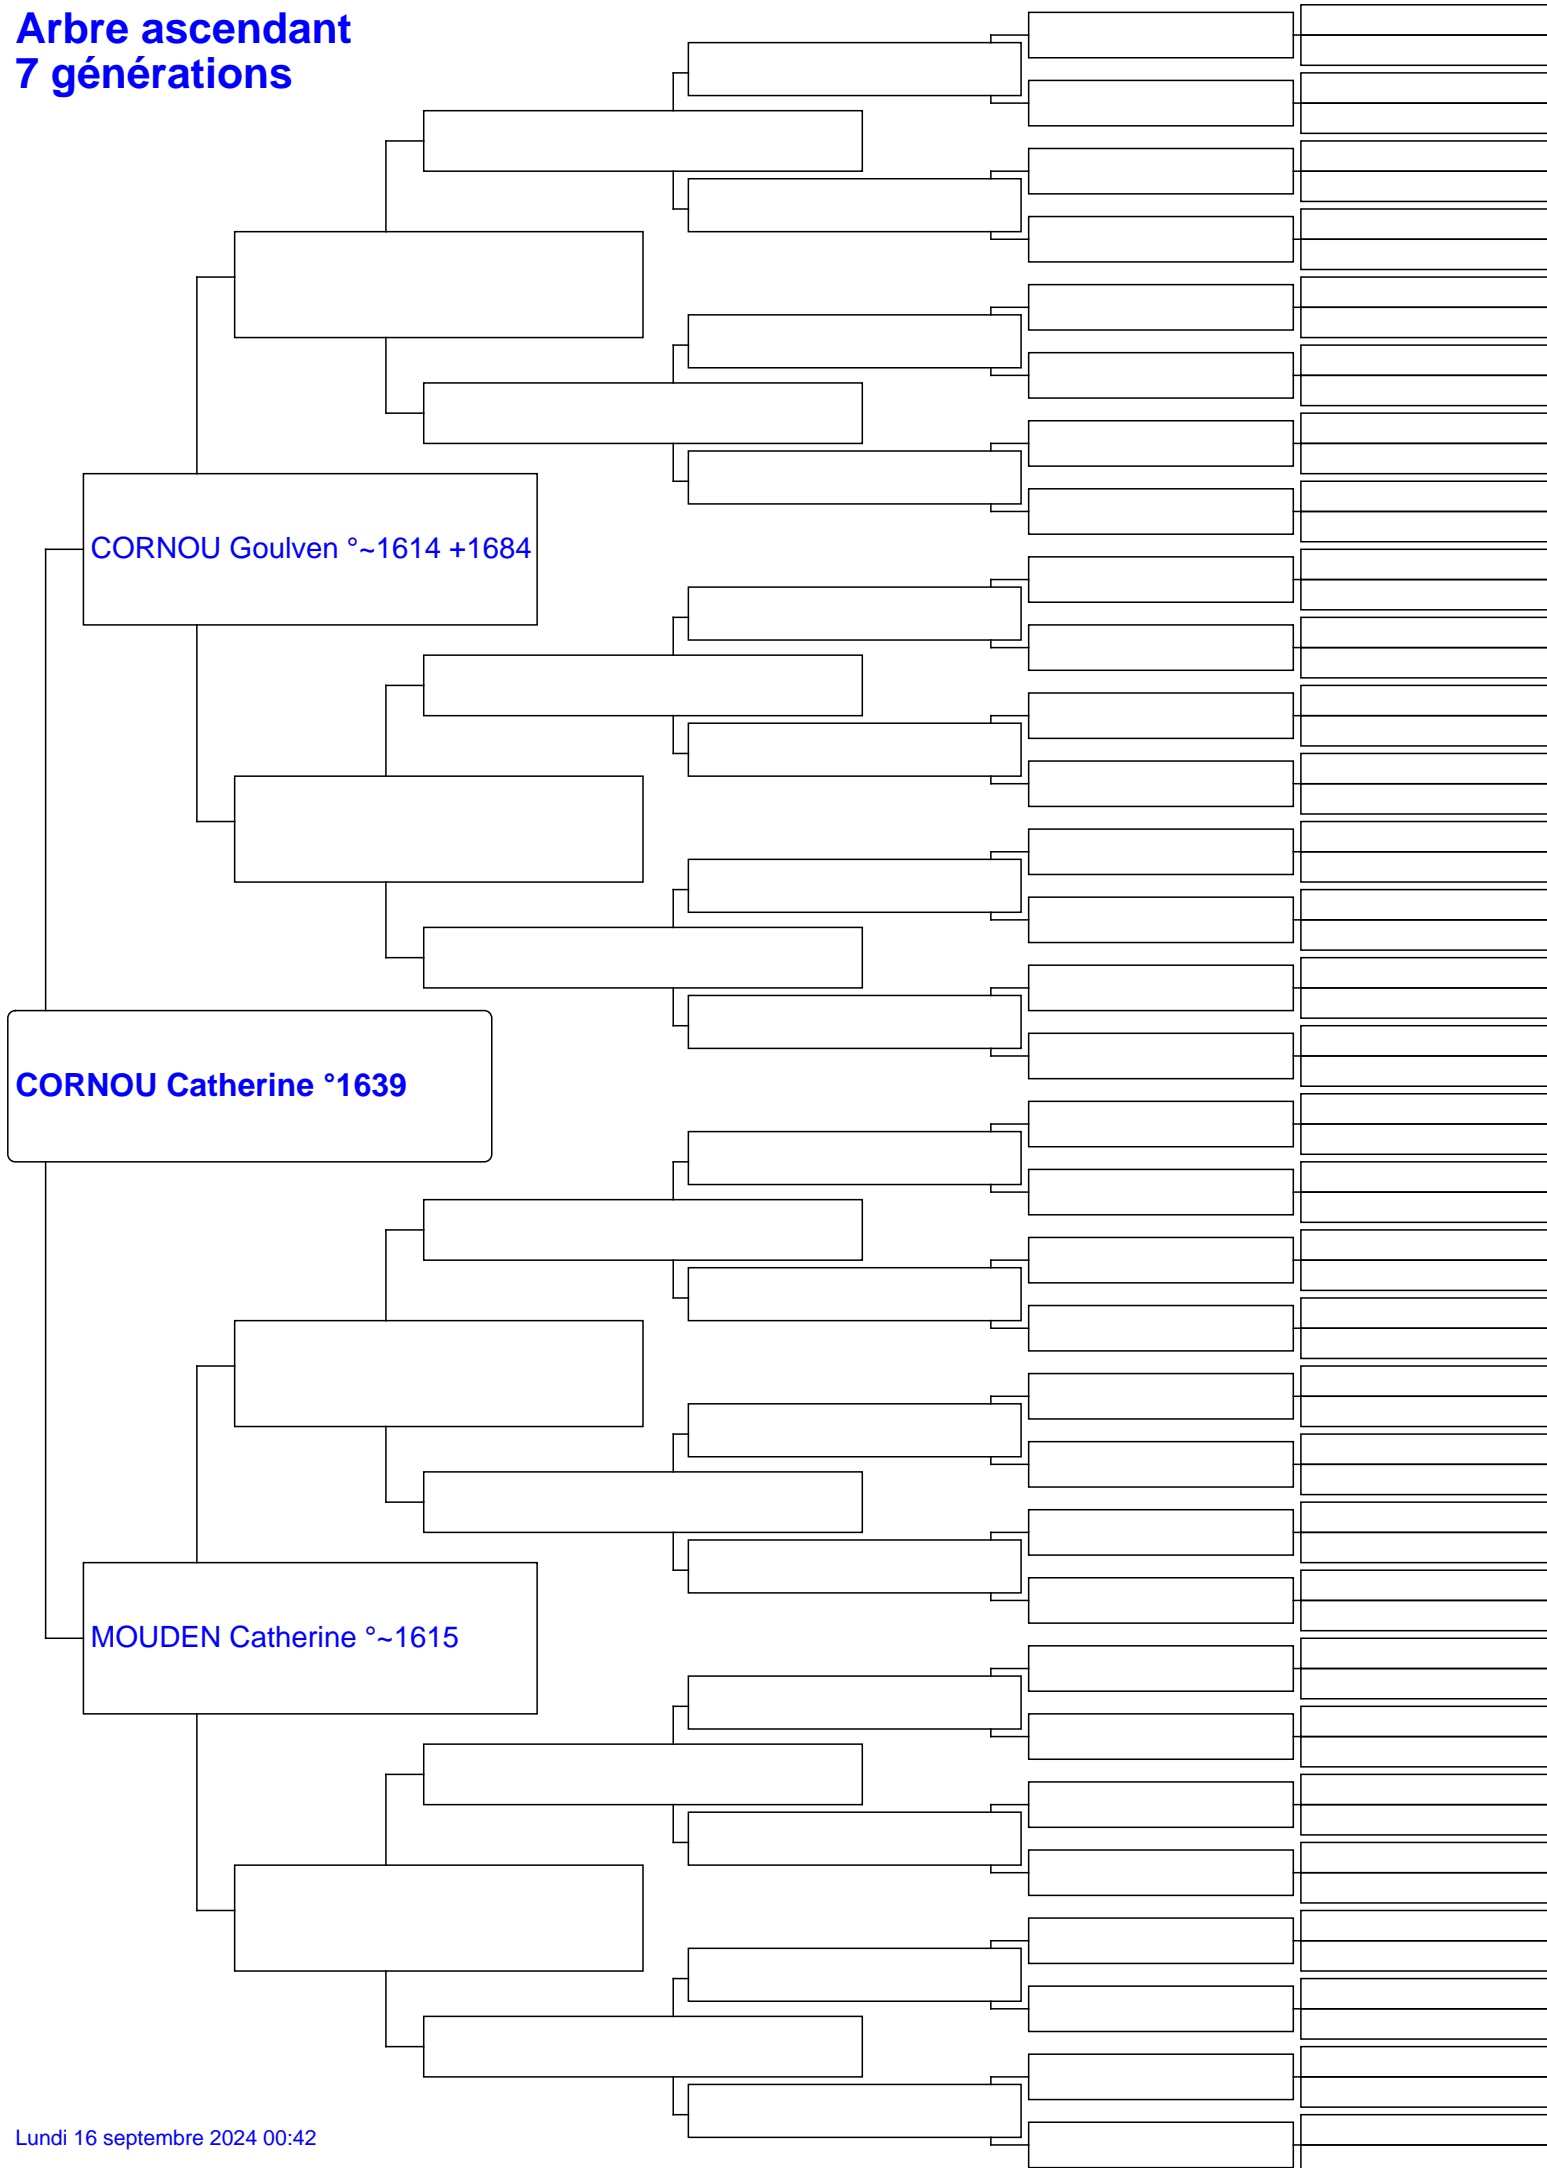 Arbre ascendant
7 générations
CORNOU Goulven °~1614 +1684
CORNOU Catherine °1639
MOUDEN Catherine °~1615
Lundi 16 septembre 2024 00:42